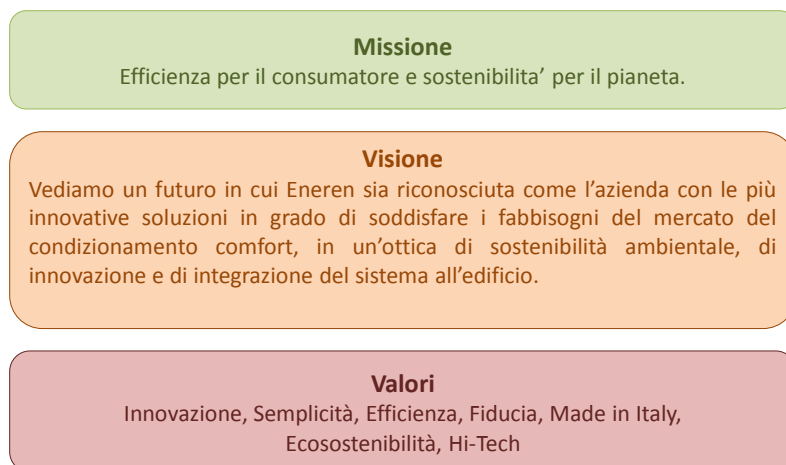 Missione
Efficienza per il consumatore e sostenibilita’ per il pianeta.
Visione
Vediamo un futuro in cui Eneren sia riconosciuta come l’azienda con le più
innovative soluzioni in grado di soddisfare i fabbisogni del mercato del
condizionamento comfort, in un’ottica di sostenibilità ambientale, di
innovazione e di integrazione del sistema all’edificio.
Valori
Innovazione, Semplicità, Efficienza, Fiducia, Made in Italy,
Ecosostenibilità, Hi-Tech